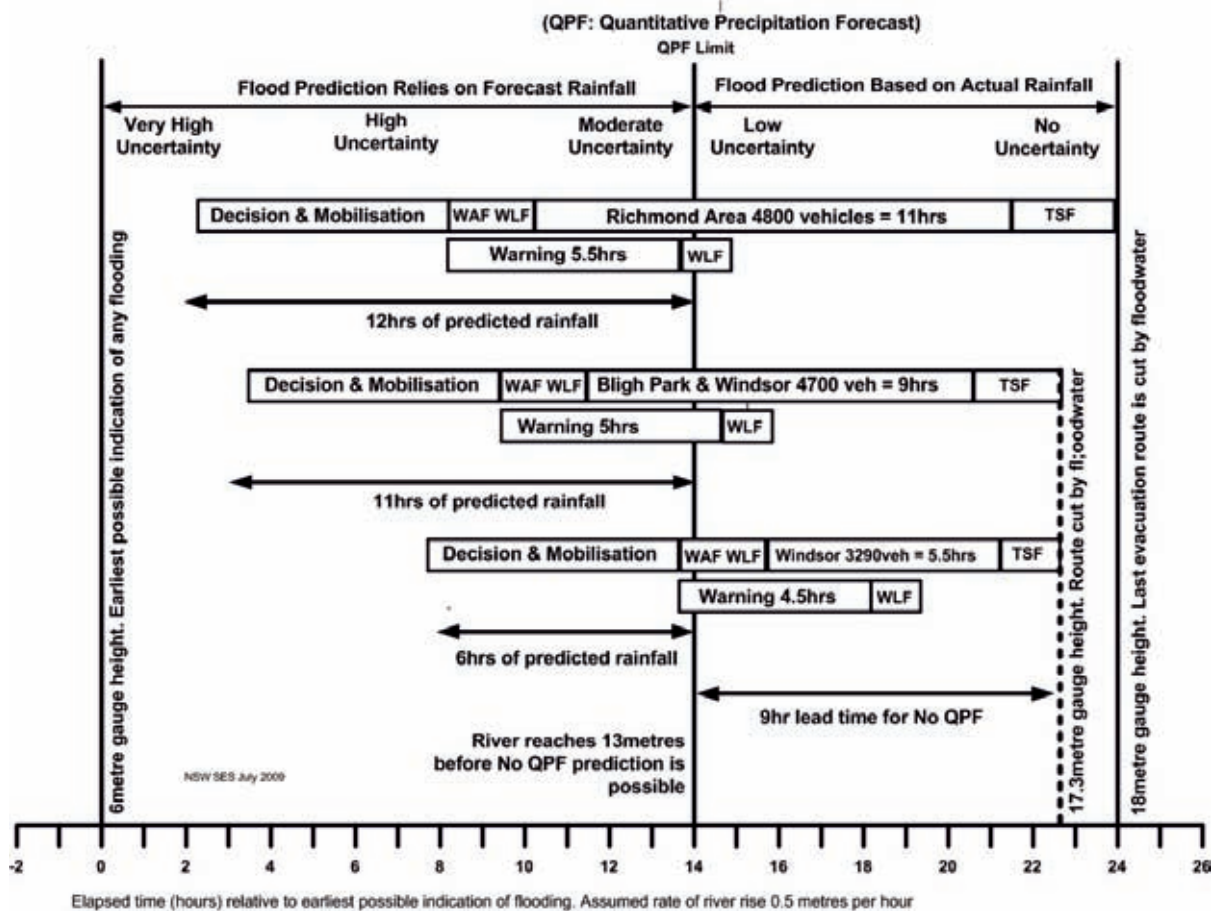 (QPF: Quantitative Precipitation Forecast)
QPF Limit
Flood Prediction Relies on Forecast Rainfall
Flood Prediction Based on Actual Rainfall
Very High
Uncertainty
High
Uncertainty
Moderate
Uncertainty
Low
Uncertainty
No
Uncertainty
Decision & Mobilisation
WAF WLF
Richmond Area 4800 vehicles = 11hrs
TSF
Warning 5.5hrs
WLF
12hrs of predicted rainfall
Decision & Mobilisation
WAF WLF
Bligh Park & Windsor 4700 veh = 9hrs
TSF
Warning 5hrs
WLF
11hrs of predicted rainfall
Decision & Mobilisation
WAF WLF
Windsor 3290veh = 5.5hrs
TSF
Warning 4.5hrs
WLF
6hrs of predicted rainfall
9hr lead time for No QPF
River reaches 13metres
before No QPF prediction is
possible
NSW SES July 2009
6metre gauge height. Earliest possible indication of any flooding
17.3metre gauge height. Route cut by fl;oodwater
18metre gauge height. Last evacuation route is cut by floodwater
-2 0 2 4 6 8 10 12 14 16 18 20 22 24 26
Elapsed time (hours) relative to earliest possible indication of flooding. Assumed rate of river rise 0.5 metres per hour